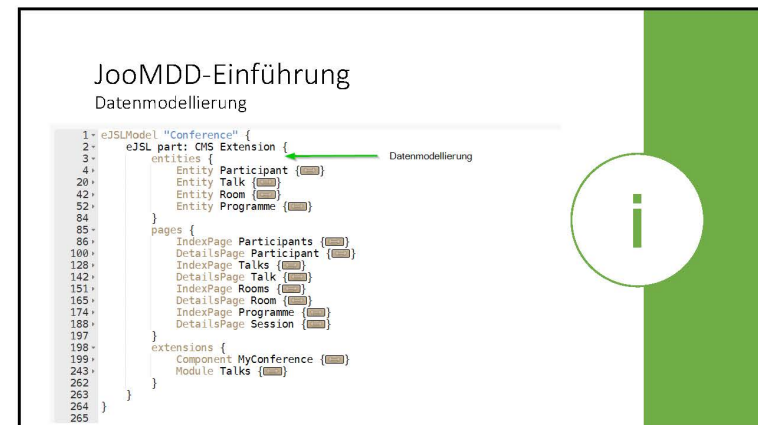 JooMDD-Einführung
Datenmodellierung
1 eJSLModel "Conference" {
2 eJSL part: CMS Extension {
3 entities { Datenmodellierung
4 Entity Participant {}
20 Entity Talk {}
42 Entity Room {}
52 Entity Programme {}
84 }
85 pages {
86 IndexPage Participants {}
100 DetailsPage Participant {}
128 IndexPage Talks {}
142 DetailsPage Talk {}
151 IndexPage Rooms {}
165 DetailsPage Room {}
174 IndexPage Programme {}
188 DetailsPage Session {}
197 }
198 extensions {
199 Component MyConference {}
243 Module Talks {}
262 }
263 }
264 }
265
i